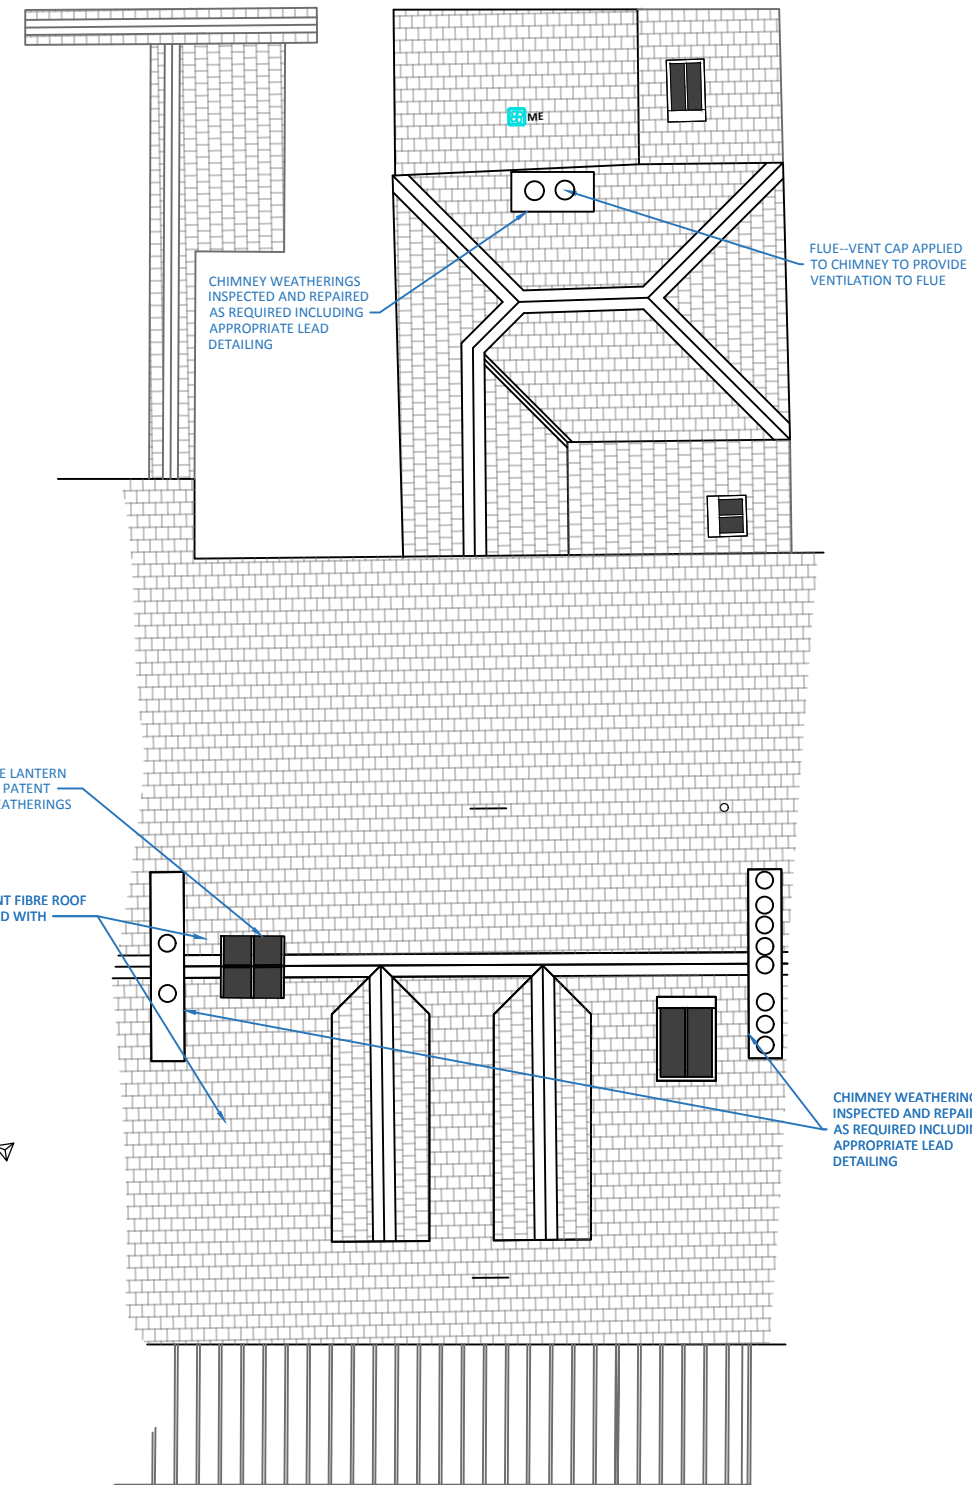 ME
FLUE--VENT CAP APPLIED
TO CHIMNEY TO PROVIDE
VENTILATION TO FLUE
CHIMNEY WEATHERINGS
INSPECTED AND REPAIRED
AS REQUIRED INCLUDING
APPROPRIATE LEAD
DETAILING
E LANTERN
PATENT
EATHERINGS
NT FIBRE ROOF
D WITH
CHIMNEY WEATHERING
INSPECTED AND REPAI
AS REQUIRED INCLUDIN
APPROPRIATE LEAD
DETAILING